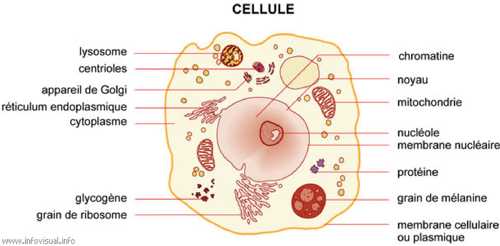 CELLULE
lysosome
centrioles
appareil de Golgi
réticulum endoplasmique
cytoplasme
glycogène
grain de ribosome
chromatine
noyau
mitochondrie
nucléole
membrane nucléaire
protéine
grain de mélanine
membrane cellulaire
ou plasmique
www.infovisual.info